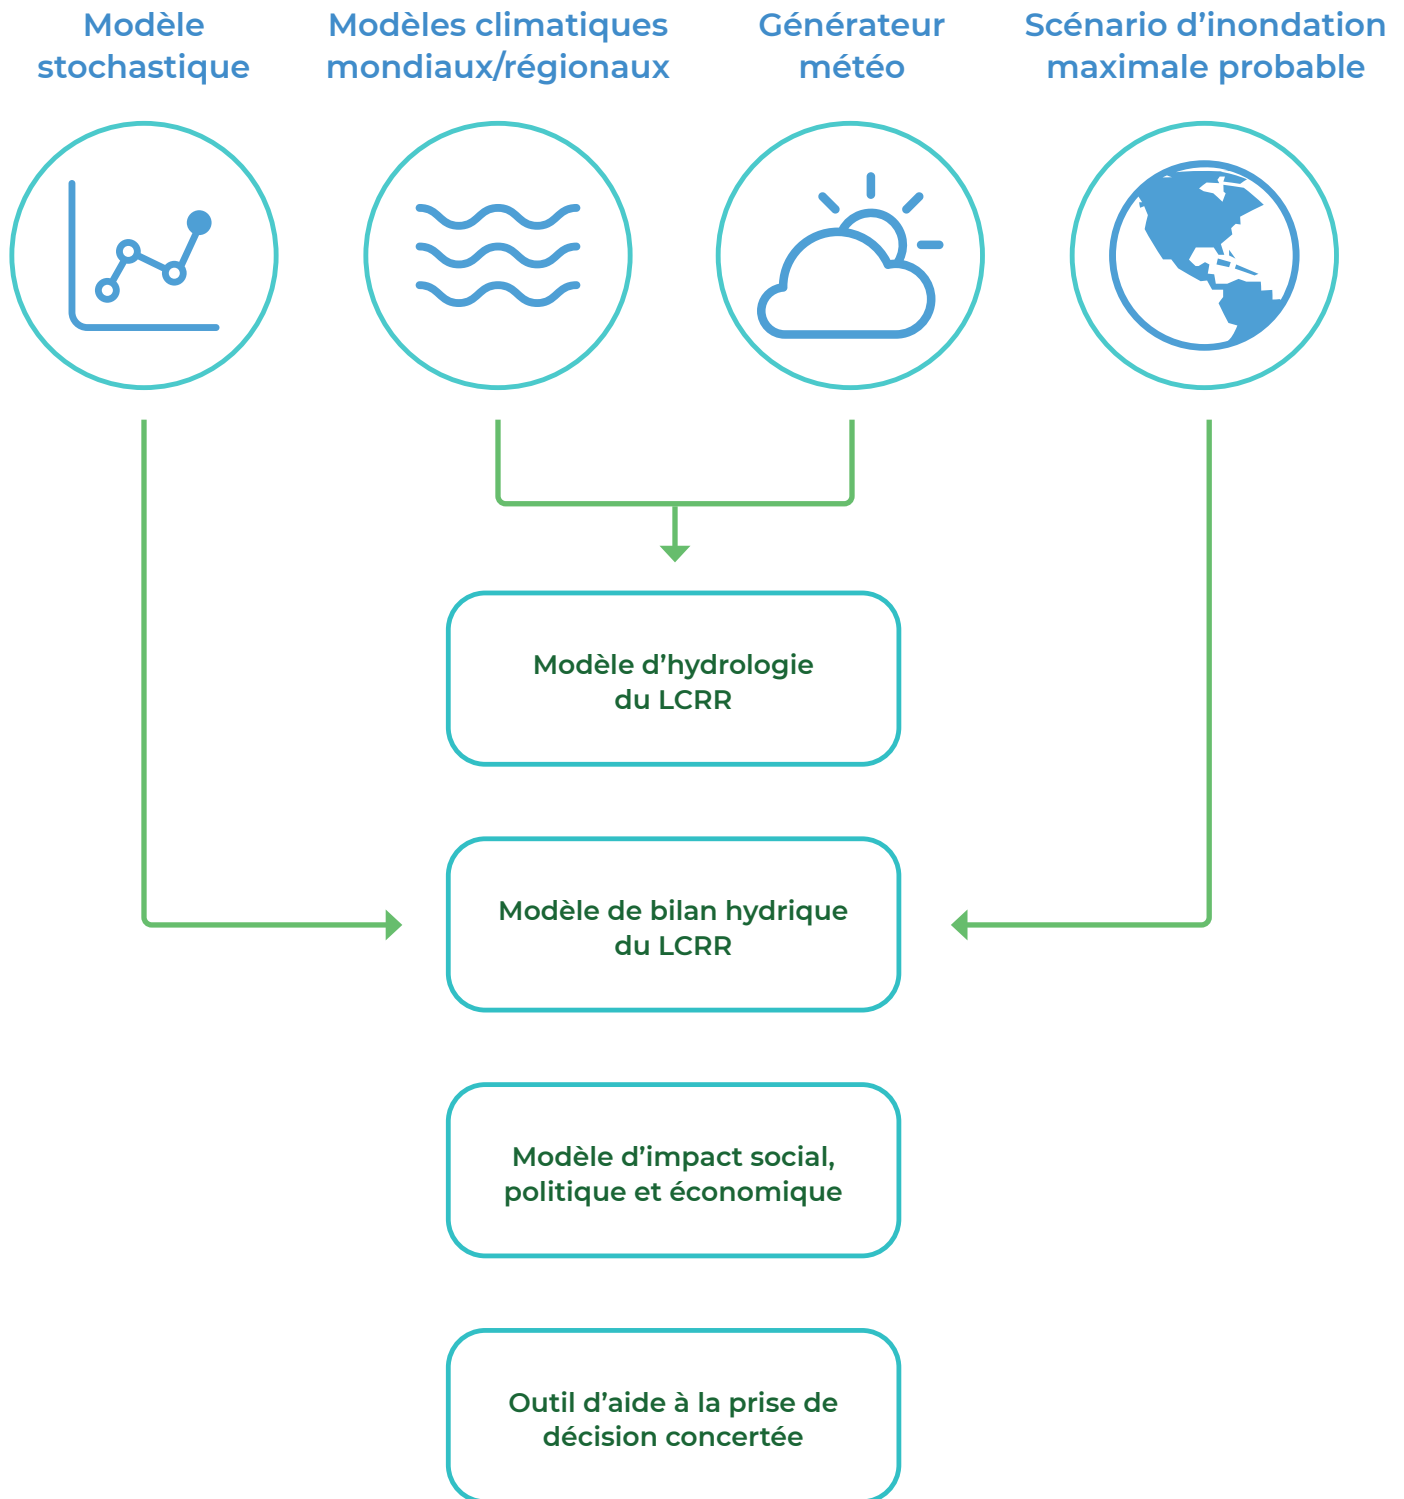 Modèle
stochastique
Modèles climatiques
mondiaux/régionaux
Générateur
météo
Scénario d’inondation
maximale probable
Modèle d’hydrologie
du LCRR
Modèle de bilan hydrique
du LCRR
Modèle d’impact social,
politique et économique
Outil d’aide à la prise de
décision concertée